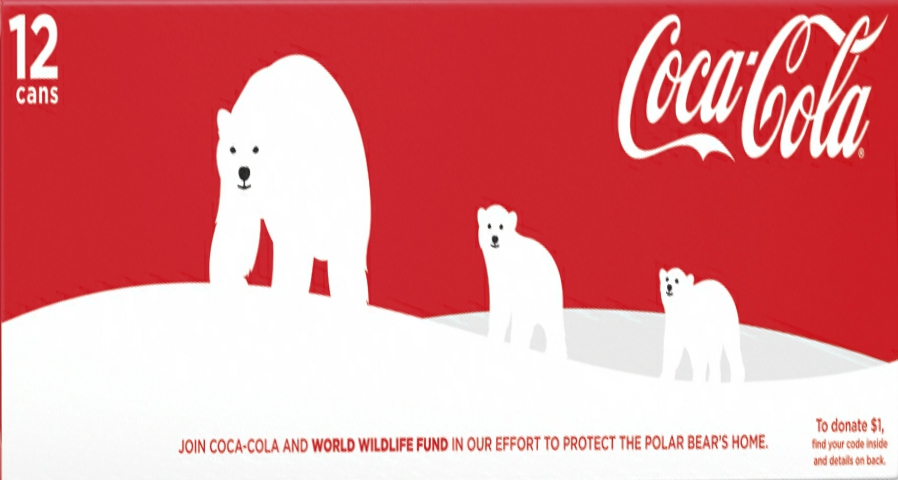 12
cans
Coca-Cola®
JOIN COCA-COLA AND WORLD WILDLIFE FUND IN OUR EFFORT TO PROTECT THE POLAR BEAR'S HOME.
To donate $1,
find your code inside
and details on back.